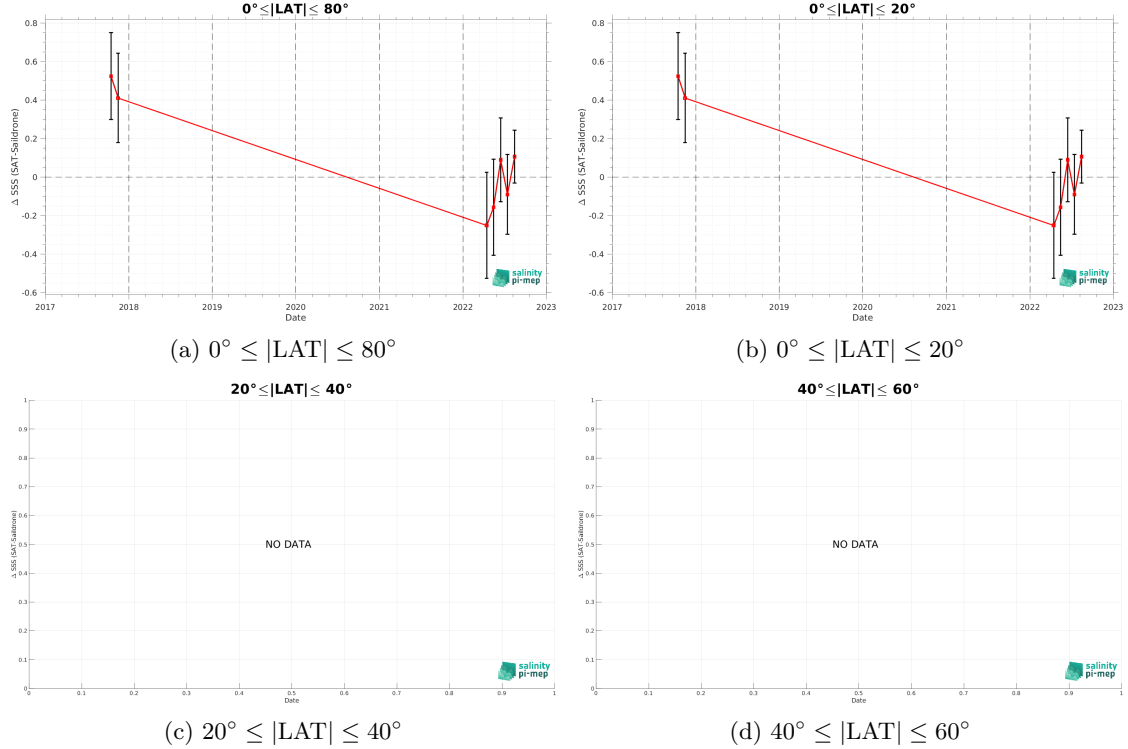 0°≤|LAT|≤ 80°
0.8
0.6
0.4
0.2
0
-0.2
-0.4
-0.6
Δ SSS (SAT-Saildrone)
2017 2018 2019 2020 2021 2022 2023
Date
salinity
pi-mep
(a) 0° ≤ |LAT| ≤ 80°
0°≤|LAT|≤ 20°
0.8
0.6
0.4
0.2
0
-0.2
-0.4
-0.6
Δ SSS (SAT-Saildrone)
2017 2018 2019 2020 2021 2022 2023
Date
salinity
pi-mep
(b) 0° ≤ |LAT| ≤ 20°
20°≤|LAT|≤ 40°
1
0.9
0.8
0.7
0.6
0.5
0.4
0.3
0.2
0.1
0
Δ SSS (SAT-Saildrone)
NO DATA
0 0.1 0.2 0.3 0.4 0.5 0.6 0.7 0.8 0.9 1
Date
salinity
pi-mep
(c) 20° ≤ |LAT| ≤ 40°
40°≤|LAT|≤ 60°
1
0.9
0.8
0.7
0.6
0.5
0.4
0.3
0.2
0.1
0
Δ SSS (SAT-Saildrone)
NO DATA
0 0.1 0.2 0.3 0.4 0.5 0.6 0.7 0.8 0.9 1
Date
salinity
pi-mep
(d) 40° ≤ |LAT| ≤ 60°